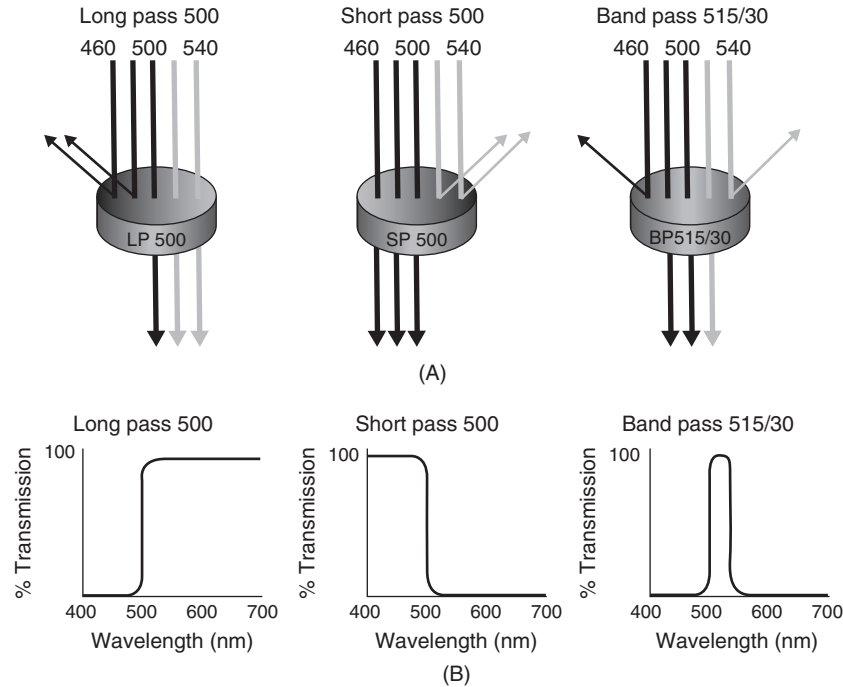 Long pass 500 Short pass 500 Band pass 515/30
460 500 540 460 500 540 460 500 540
LP 500 SP 500 BP515/30
(A)
Long pass 500 Short pass 500 Band pass 515/30
100 100 100
% Transmission % Transmission % Transmission
400 500 600 700 400 500 600 700 400 500 600 700
Wavelength (nm) Wavelength (nm) Wavelength (nm)
(B)